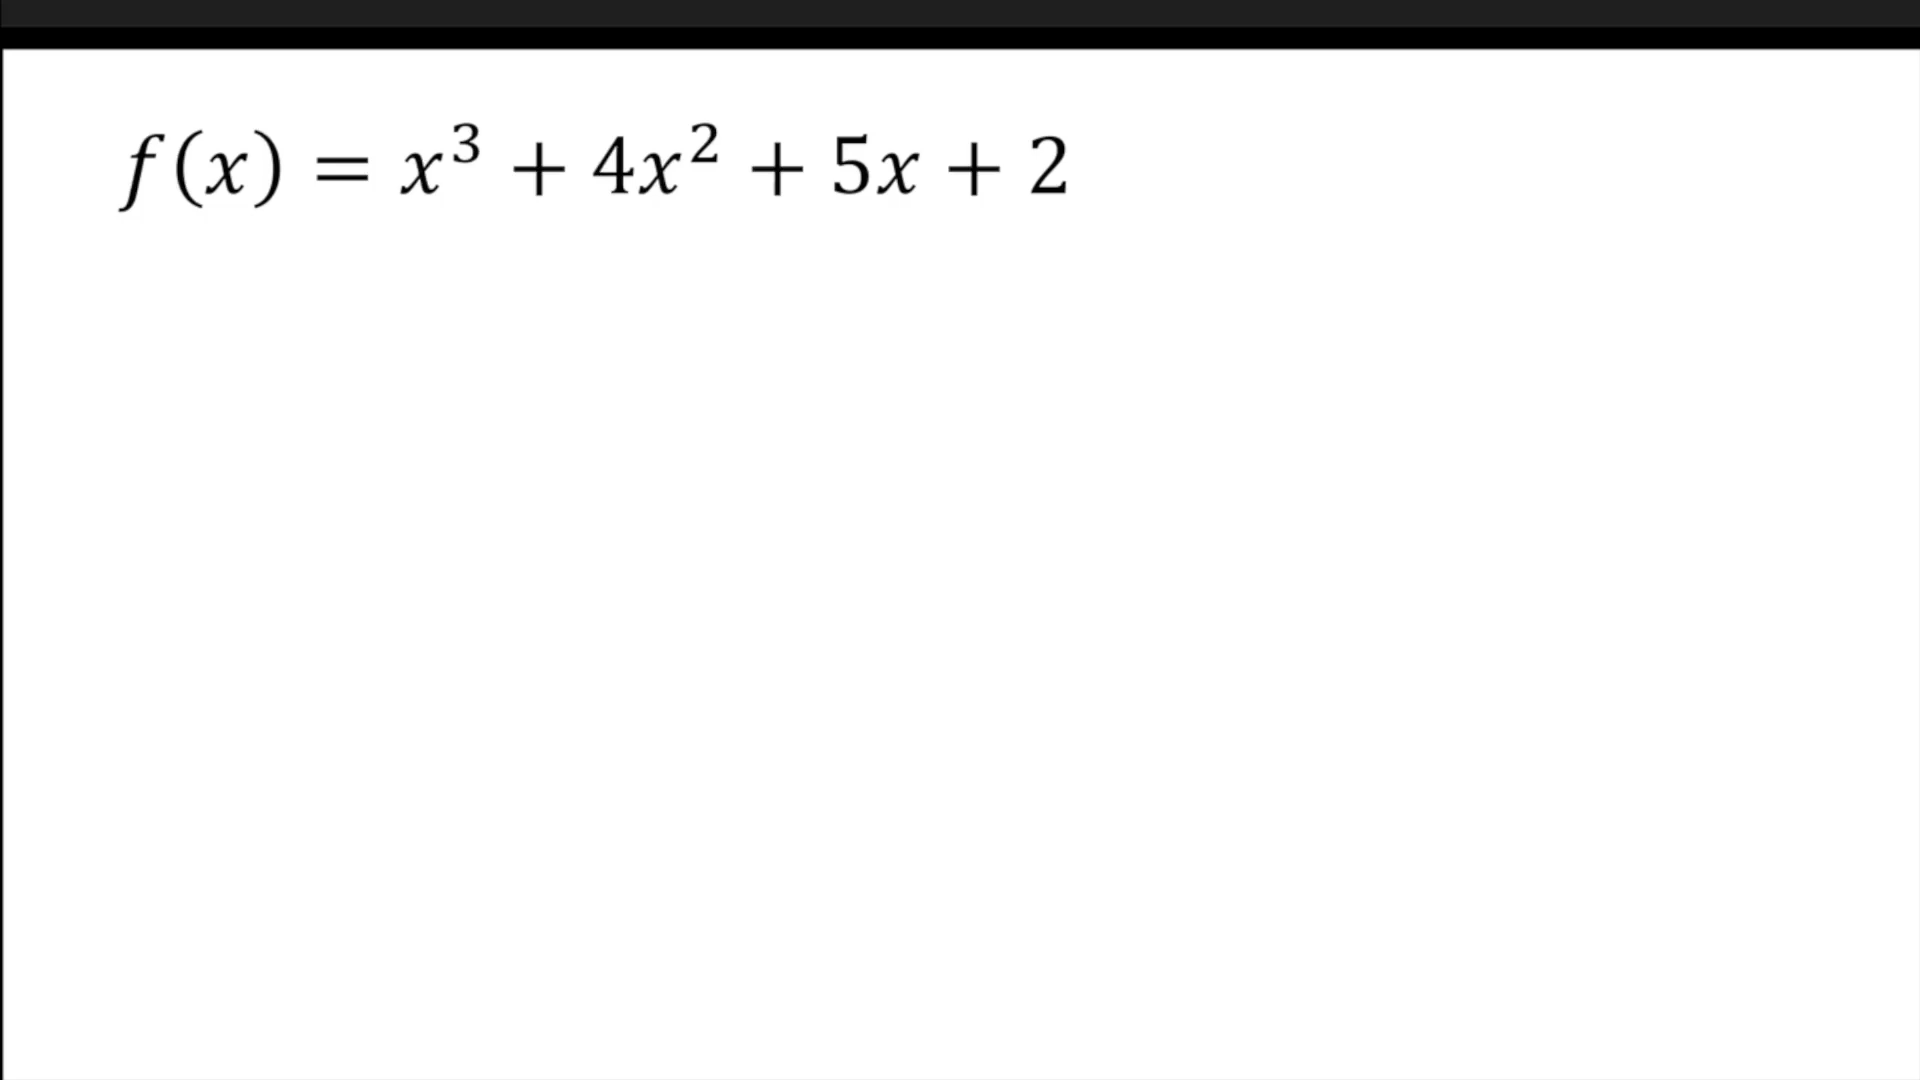 f(x) = x³ + 4x² + 5x + 2